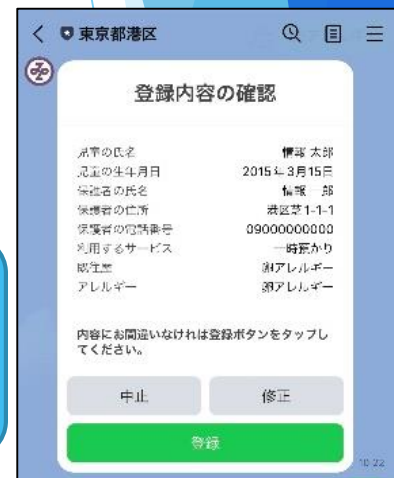 東京都港区
登録内容の確認
児童の氏名 情報 太郎
児童の生年月日 2015年3月15日
保護者の氏名 情報 一郎
保護者の住所 港区芝1-1-1
保護者の電話番号 09000000000
利用するサービス 一時預かり
既往歴 卵アレルギー
アレルギー 卵アレルギー
内容にお間違いなければ登録ボタンをタップし
てください。
中止 修正
登録
10:22